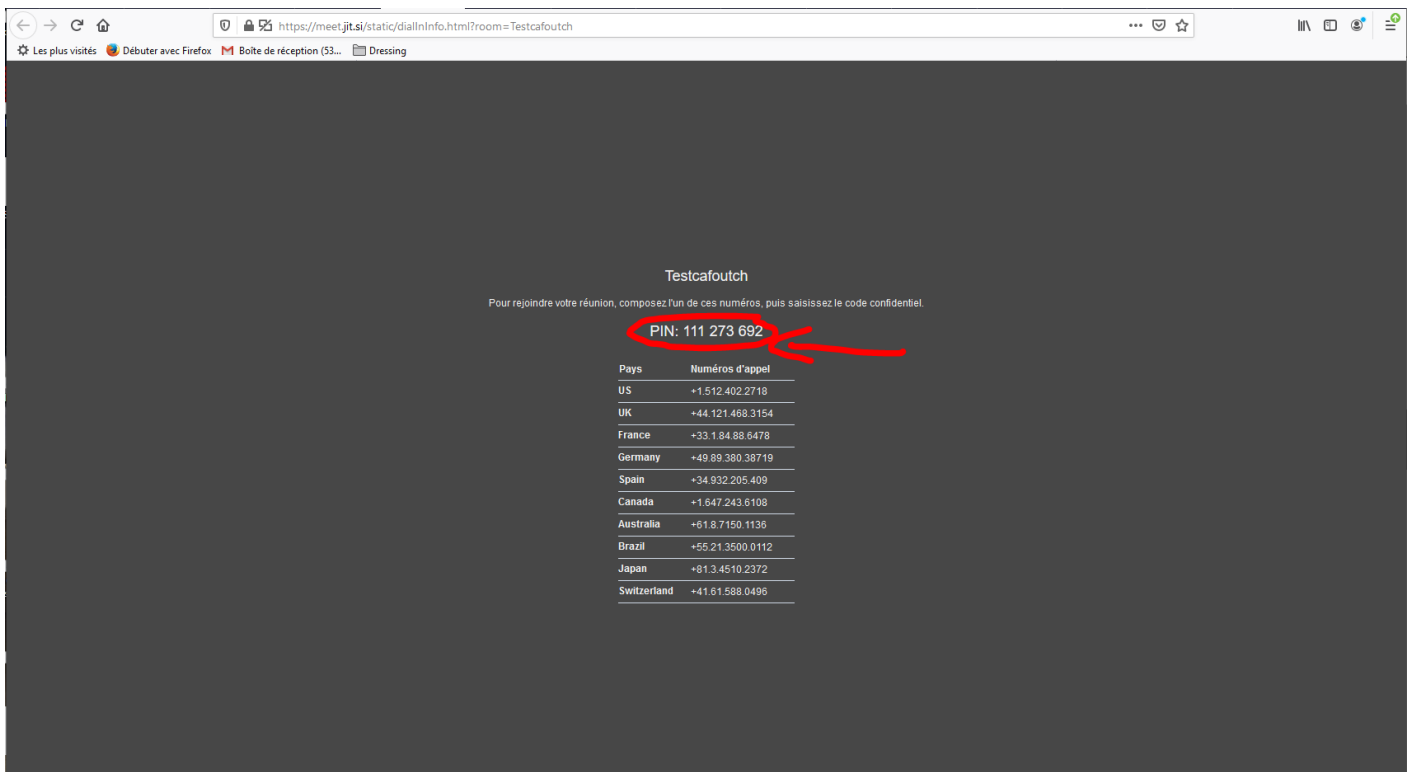 https://meet.jit.si/static/dialInInfo.html?room=Testcafoutch
Les plus visités Débuter avec Firefox Boîte de réception (53... Dressing
Testcafoutch
Pour rejoindre votre réunion, composez l'un de ces numéros, puis saisissez le code confidentiel.
PIN: 111 273 692
Pays Numéros d'appel
US +1.512.402.2718
UK +44.121.468.3154
France +33.1.84.88.6478
Germany +49.89.380.38719
Spain +34.932.205.409
Canada +1.647.243.6108
Australia +61.8.7150.1136
Brazil +55.21.3500.0112
Japan +81.3.4510.2372
Switzerland +41.61.588.0496